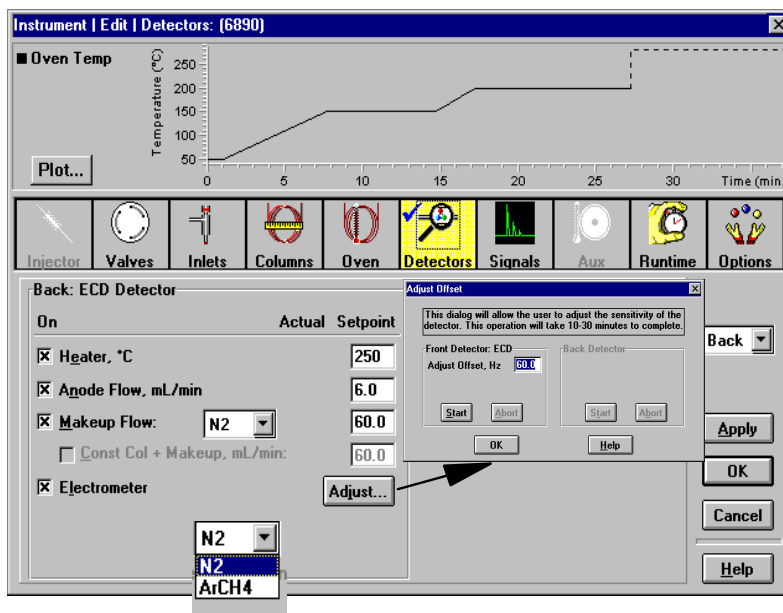 Instrument | Edit | Detectors: (6890)
Oven Temp
Temperature (°C)
250
200
150
100
50
Plot...
0 5 10 15 20 25 30 Time (min.
Injector Valves Inlets Columns Oven Detectors Signals Aux Runtime Options
Back: ECD Detector
On Actual Setpoint
Heater, °C 250
Anode Flow, mL/min 6.0
Makeup Flow: N2 60.0
Const Col + Makeup, mL/min: 60.0
Electrometer Adjust...
N2
N2
ArCH4
Adjust Offset
This dialog will allow the user to adjust the sensitivity of the
detector. This operation will take 10-30 minutes to complete.
Front Detector: ECD
Adjust Offset, Hz 60.0
Start Abort
Back Detector
Start Abort
OK Help
Back
Apply
OK
Cancel
Help